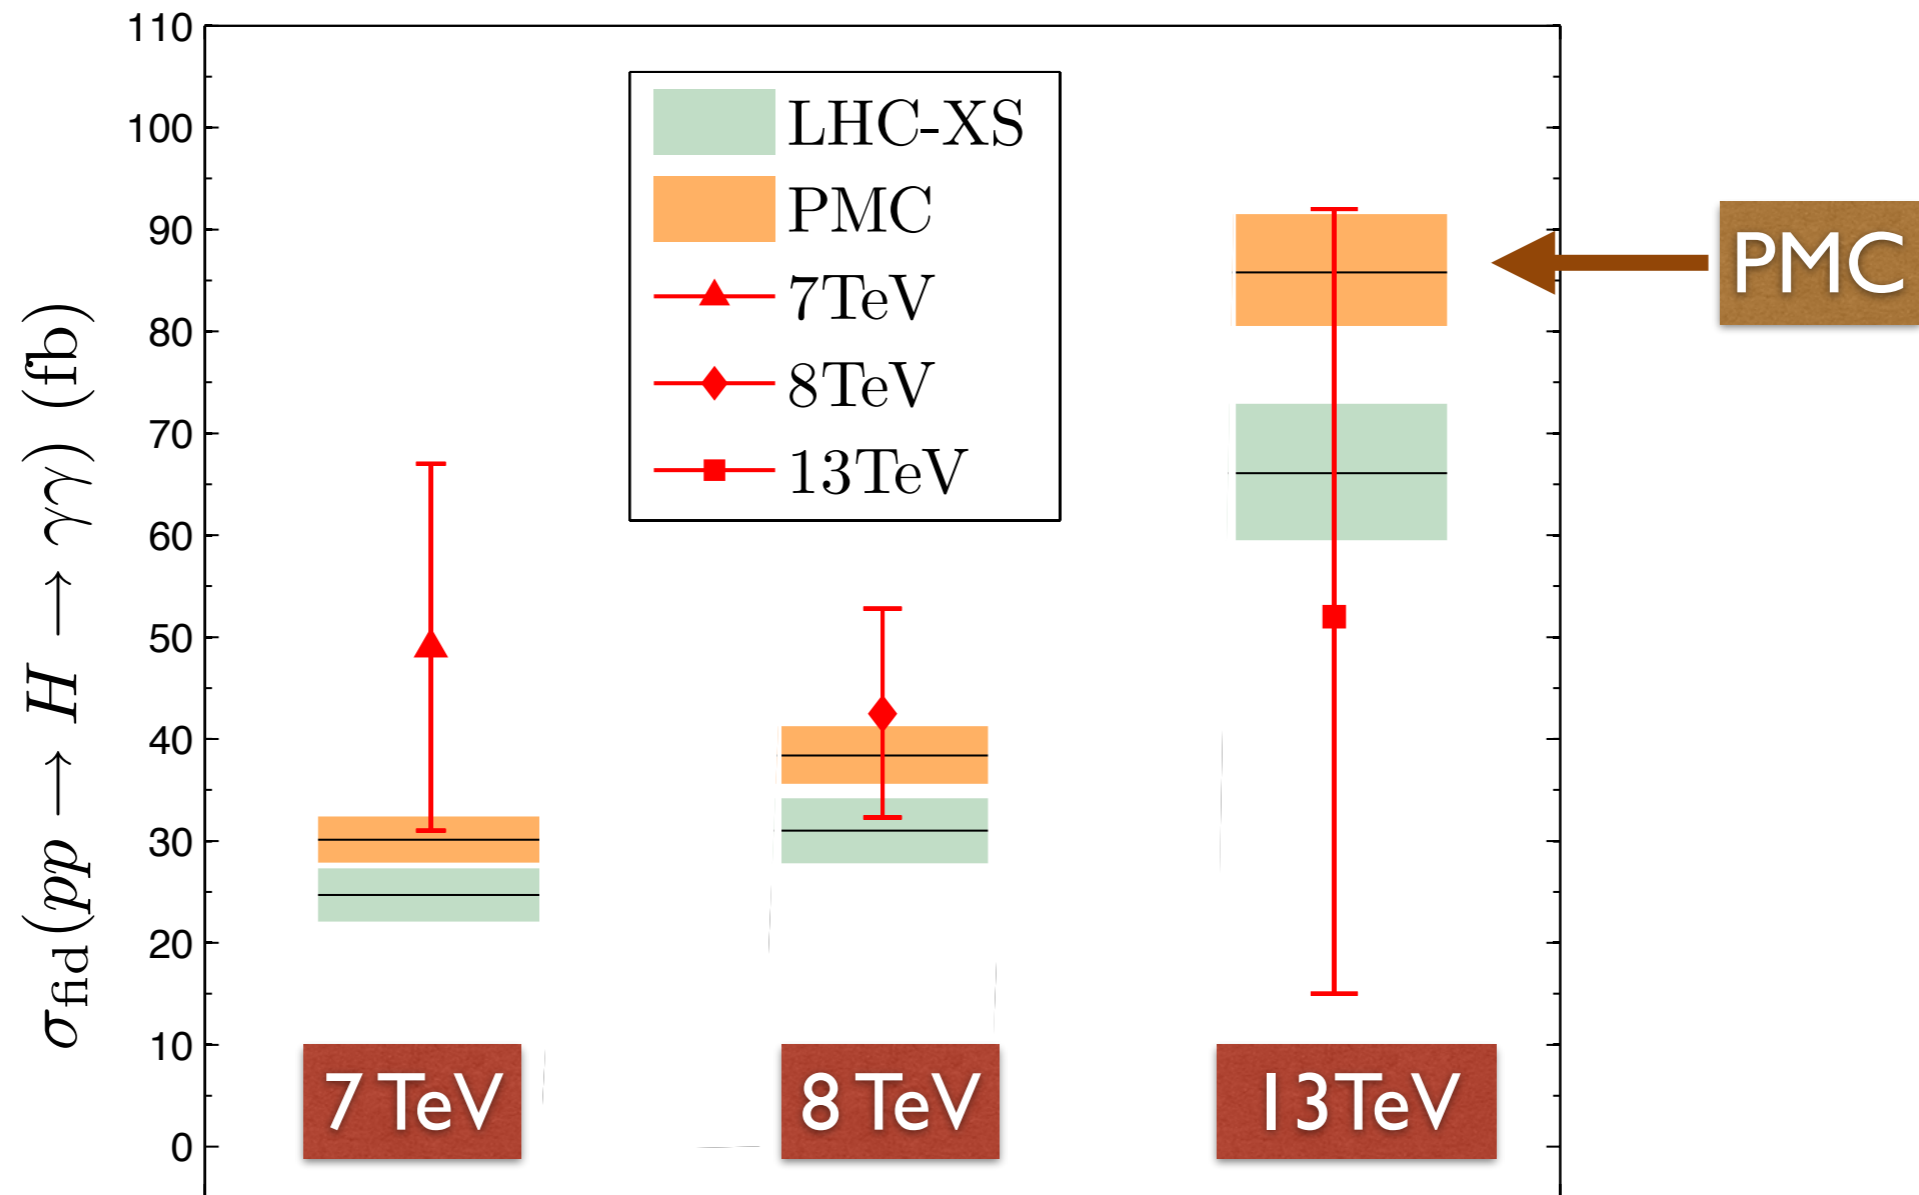 110
100
90
80
70
60
50
40
30
20
10
0
σfid(pp → H → γγ) (fb)
LHC-XS
PMC
7TeV
8TeV
13TeV
PMC
7 TeV
8 TeV
13TeV